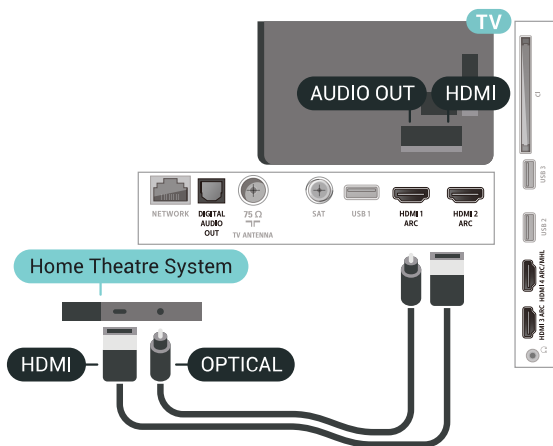 TV
AUDIO OUT
HDMI
CI
USB 3
USB 2
HDMI 4 ARC/MHL
HDMI 3 ARC
NETWORK
DIGITAL
AUDIO
OUT
75 Ω
TV ANTENNA
SAT
USB 1
HDMI 1
ARC
HDMI 2
ARC
Home Theatre System
HDMI
OPTICAL